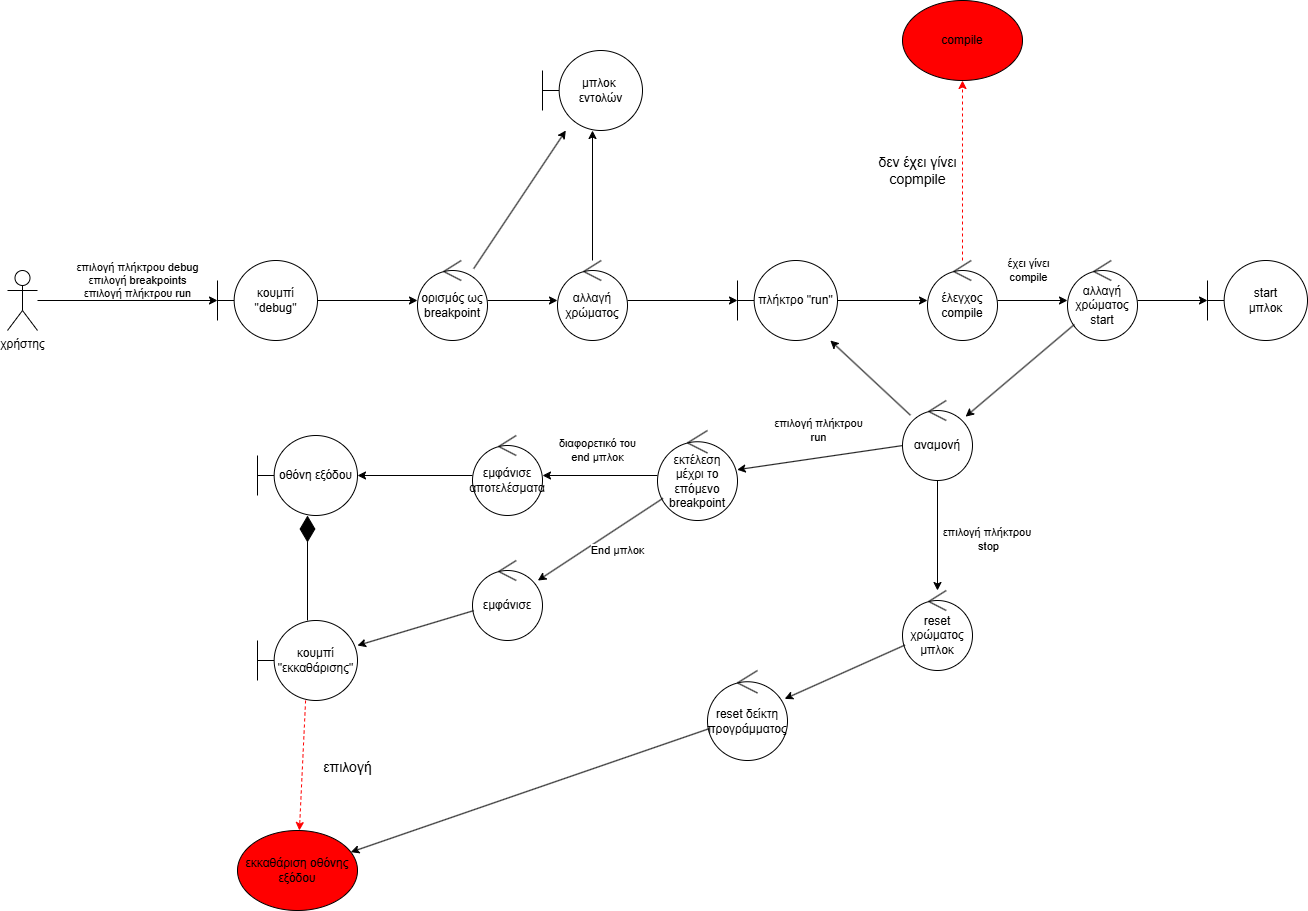 compile
μπλοκ
εντολών
δεν έχει γίνει
copmpile
επιλογή πλήκτρου debug
επιλογή breakpoints
επιλογή πλήκτρου run
χρήστης
κουμπί
"debug"
ορισμός ως
breakpoint
αλλαγή
χρώματος
πλήκτρο "run"
έλεγχος
compile
έχει γίνει
compile
αλλαγή
χρώματος
start
start
μπλοκ
αναμονή
επιλογή πλήκτρου
run
εκτέλεση
μέχρι το
επόμενο
breakpoint
διαφορετικό του
end μπλοκ
εμφάνισε
αποτελέσματα
οθόνη εξόδου
επιλογή πλήκτρου
stop
End μπλοκ
εμφάνισε
reset
χρώματος
μπλοκ
κουμπί
"εκκαθάρισης"
reset δείκτη
προγράμματος
επιλογή
εκκαθάριση οθόνης
εξόδου